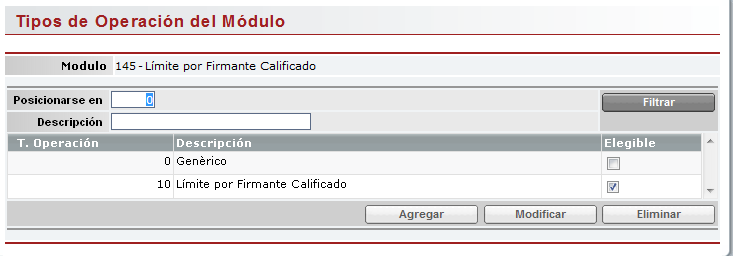 Tipos de Operación del Módulo
Modulo 145 - Límite por Firmante Calificado
Posicionarse en 0 Filtrar
Descripción
T. Operación Descripción Elegible
0 Genèrico
10 Límite por Firmante Calificado
Agregar Modificar Eliminar